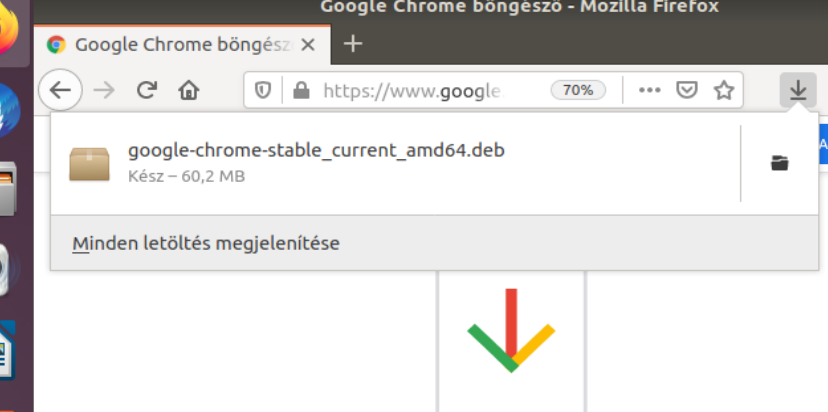 Google Chrome böngésző - Mozilla Firefox
Google Chrome böngész
https://www.google
70%
google-chrome-stable_current_amd64.deb
Kész – 60,2 MB
Minden letöltés megjelenítése